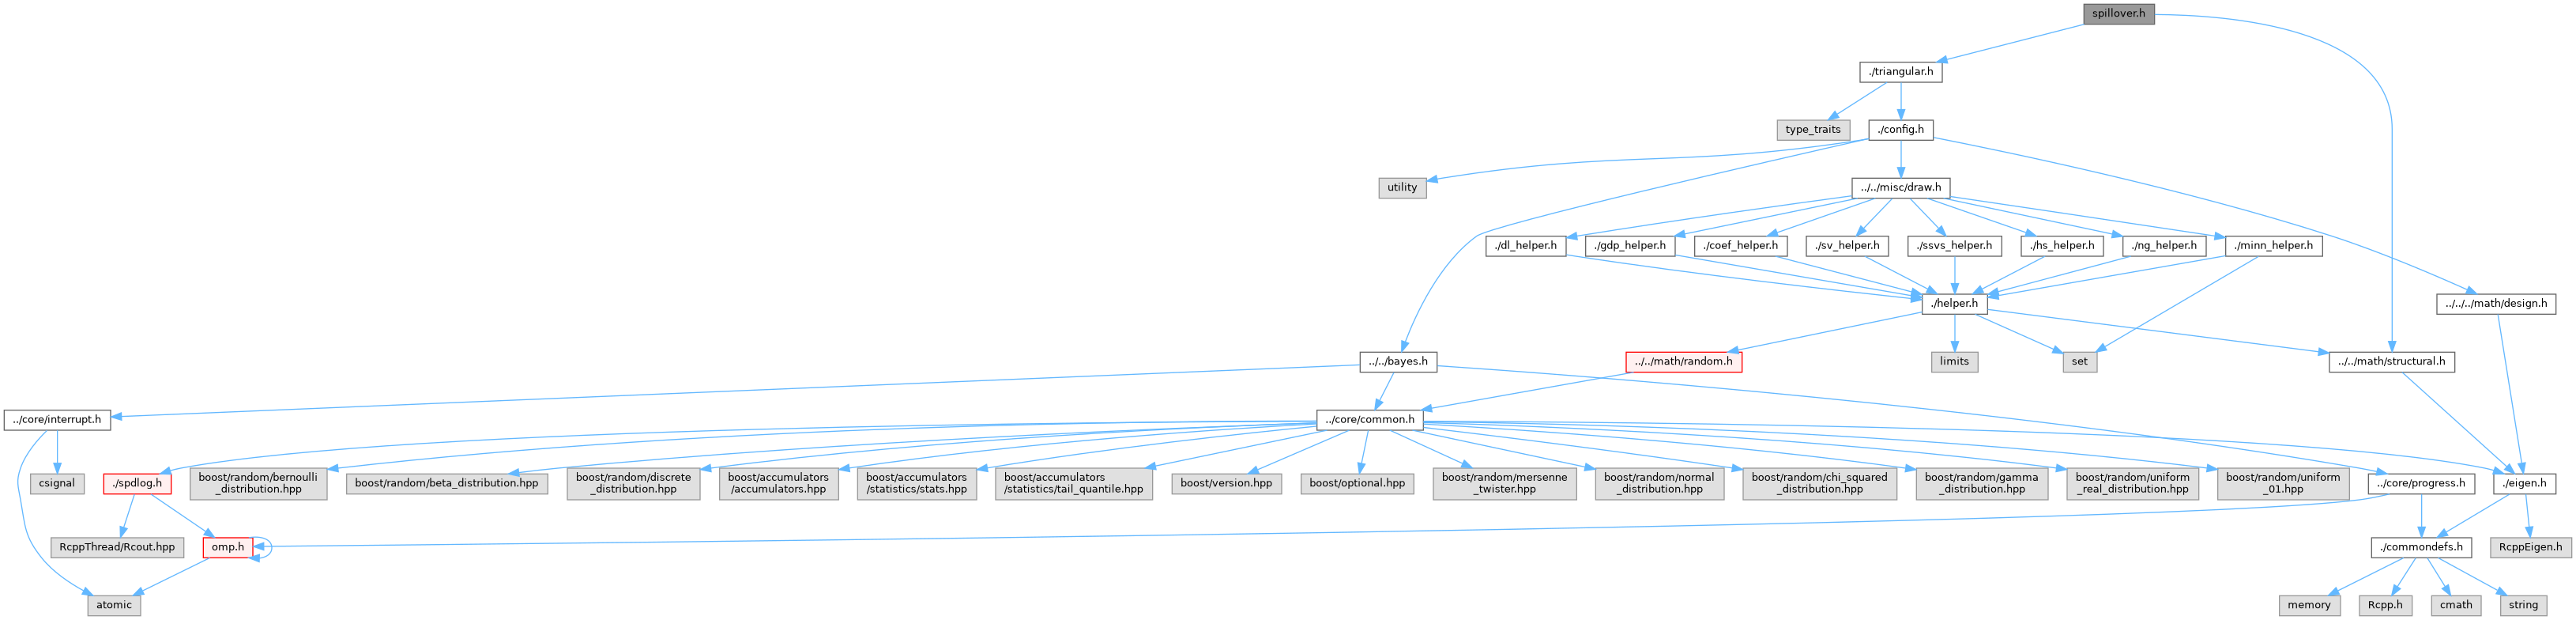 spillover.h
./triangular.h
type_traits
./config.h
utility
../../misc/draw.h
./dl_helper.h
./gdp_helper.h
./coef_helper.h
./sv_helper.h
./ssvs_helper.h
./hs_helper.h
./ng_helper.h
./minn_helper.h
./helper.h
../../../math/design.h
../../bayes.h
../../math/random.h
limits
set
../../math/structural.h
../core/interrupt.h
../core/common.h
csignal
./spdlog.h
boost/random/bernoulli
_distribution.hpp
boost/random/beta_distribution.hpp
boost/random/discrete
_distribution.hpp
boost/accumulators
/accumulators.hpp
boost/accumulators
/statistics/stats.hpp
boost/accumulators
/statistics/tail_quantile.hpp
boost/version.hpp
boost/optional.hpp
boost/random/mersenne
_twister.hpp
boost/random/normal
_distribution.hpp
boost/random/chi_squared
_distribution.hpp
boost/random/gamma
_distribution.hpp
boost/random/uniform
_real_distribution.hpp
boost/random/uniform
_01.hpp
../core/progress.h
./eigen.h
RcppThread/Rcout.hpp
omp.h
./commondefs.h
RcppEigen.h
atomic
memory
Rcpp.h
cmath
string